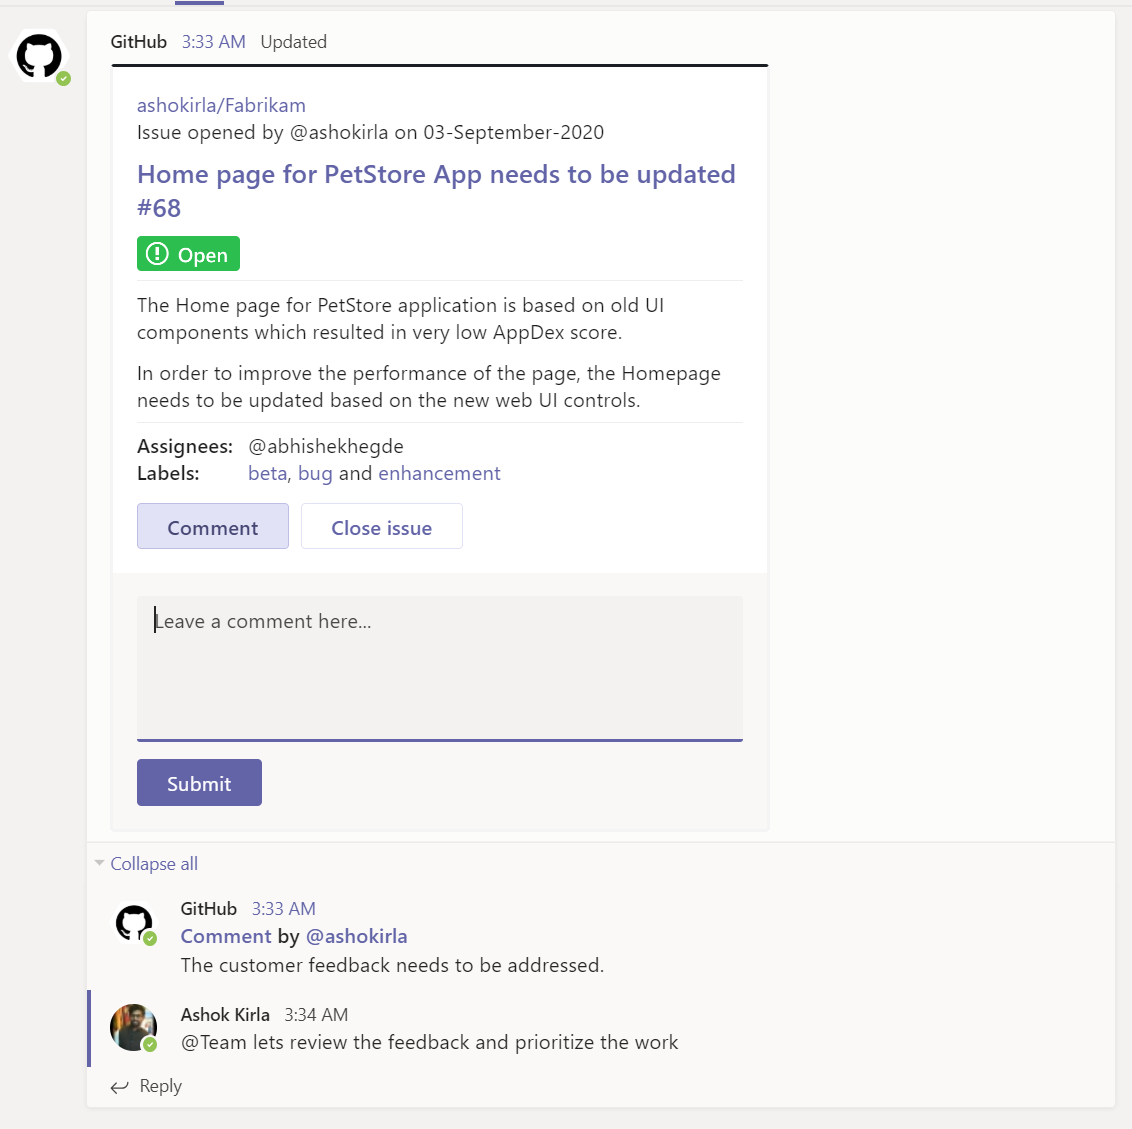 GitHub 3:33 AM Updated
ashokirla/Fabrikam
Issue opened by @ashokirla on 03-September-2020
Home page for PetStore App needs to be updated
#68
Open
The Home page for PetStore application is based on old UI
components which resulted in very low AppDex score.
In order to improve the performance of the page, the Homepage
needs to be updated based on the new web UI controls.
Assignees: @abhishekhegde
Labels: beta, bug and enhancement
Comment Close issue
Leave a comment here...
Submit
Collapse all
GitHub 3:33 AM
Comment by @ashokirla
The customer feedback needs to be addressed.
Ashok Kirla 3:34 AM
@Team lets review the feedback and prioritize the work
Reply